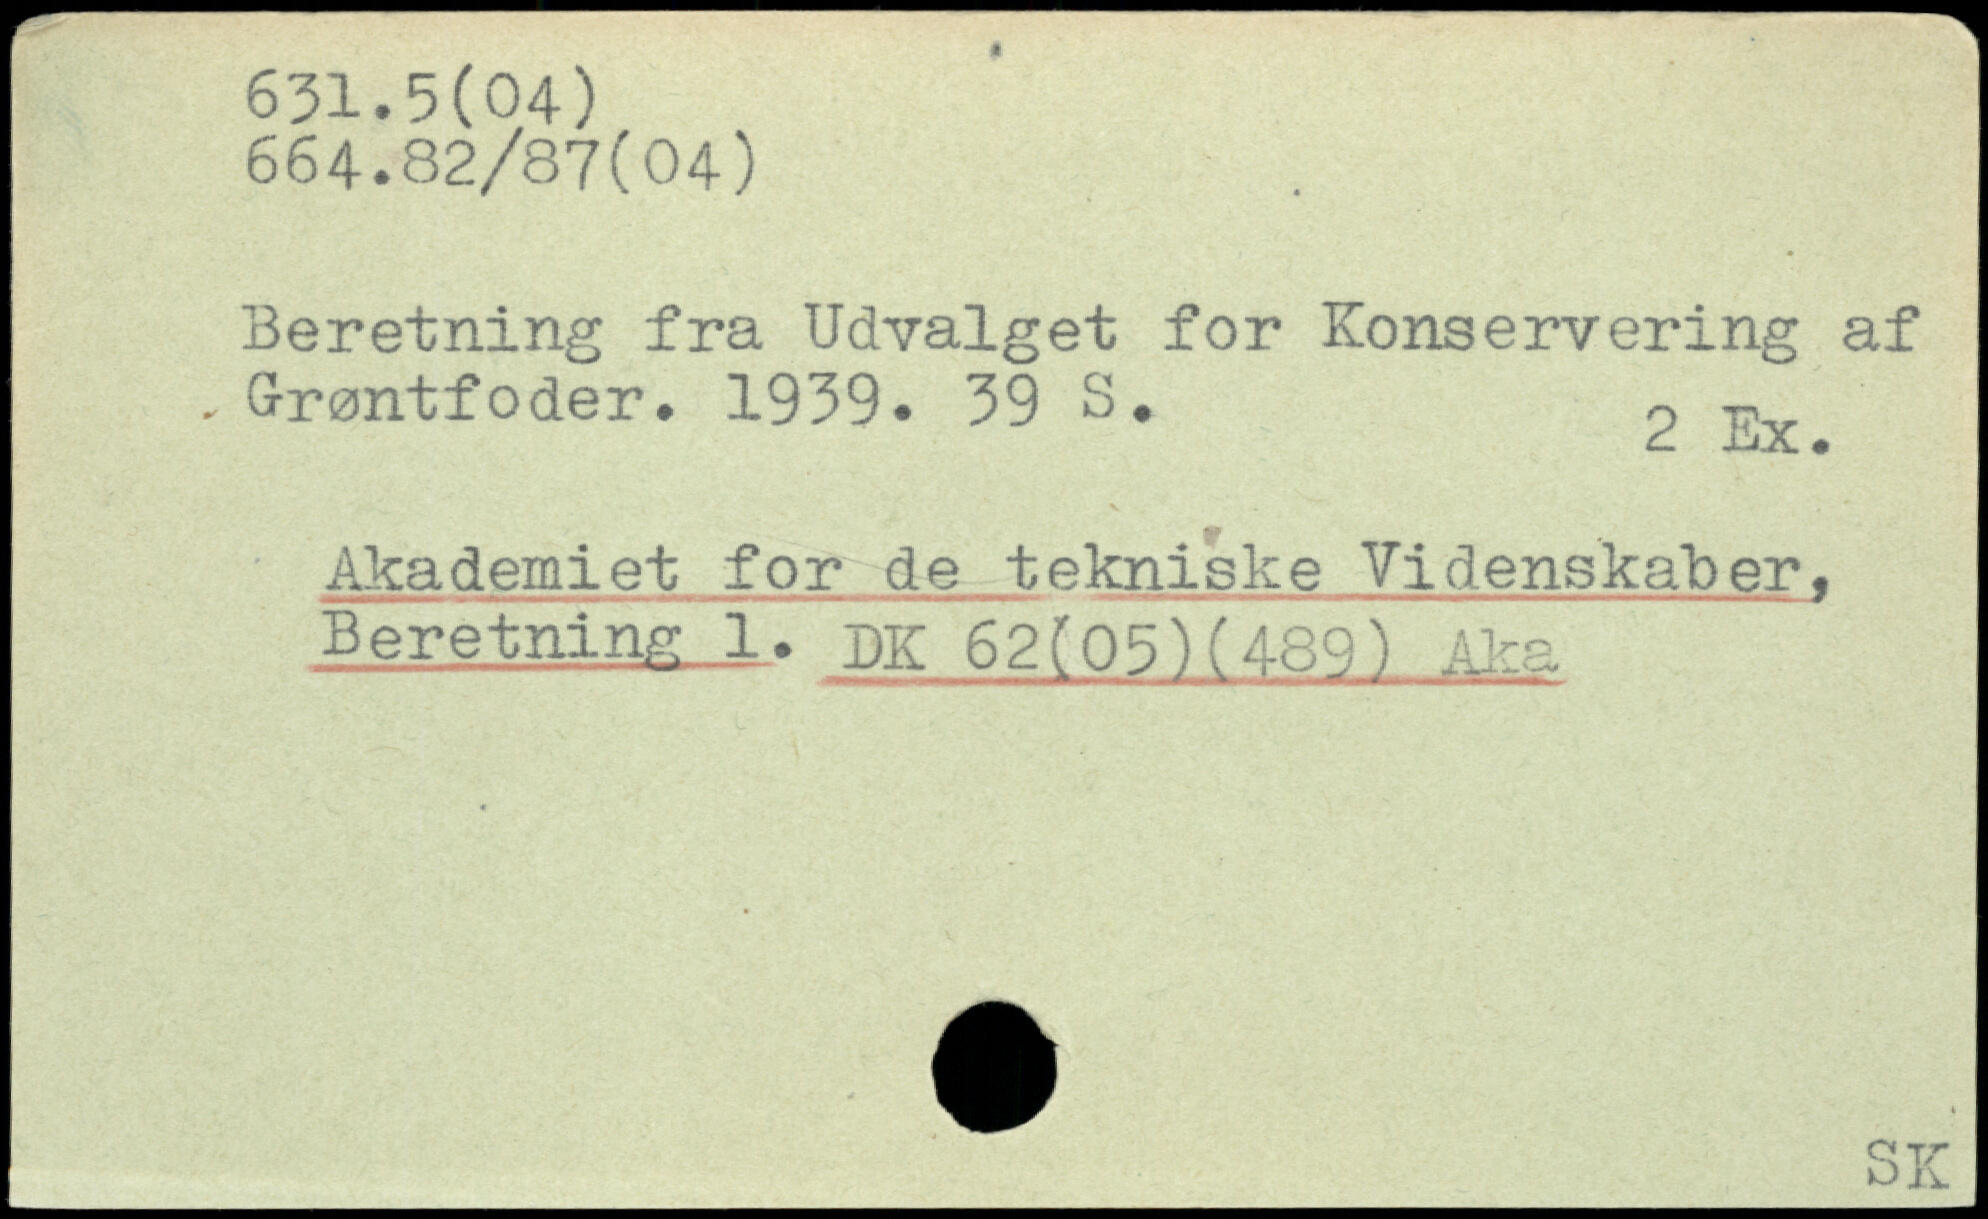 631.5(04)
664.82/87(04)
Beretning fra Udvalget for Konservering af
Grøntfoder. 1939. 39 S.
2 Ex.
Akademiet for de tekniske Videnskaber,
Beretning 1. DK 62(05)(489) Aka
SK